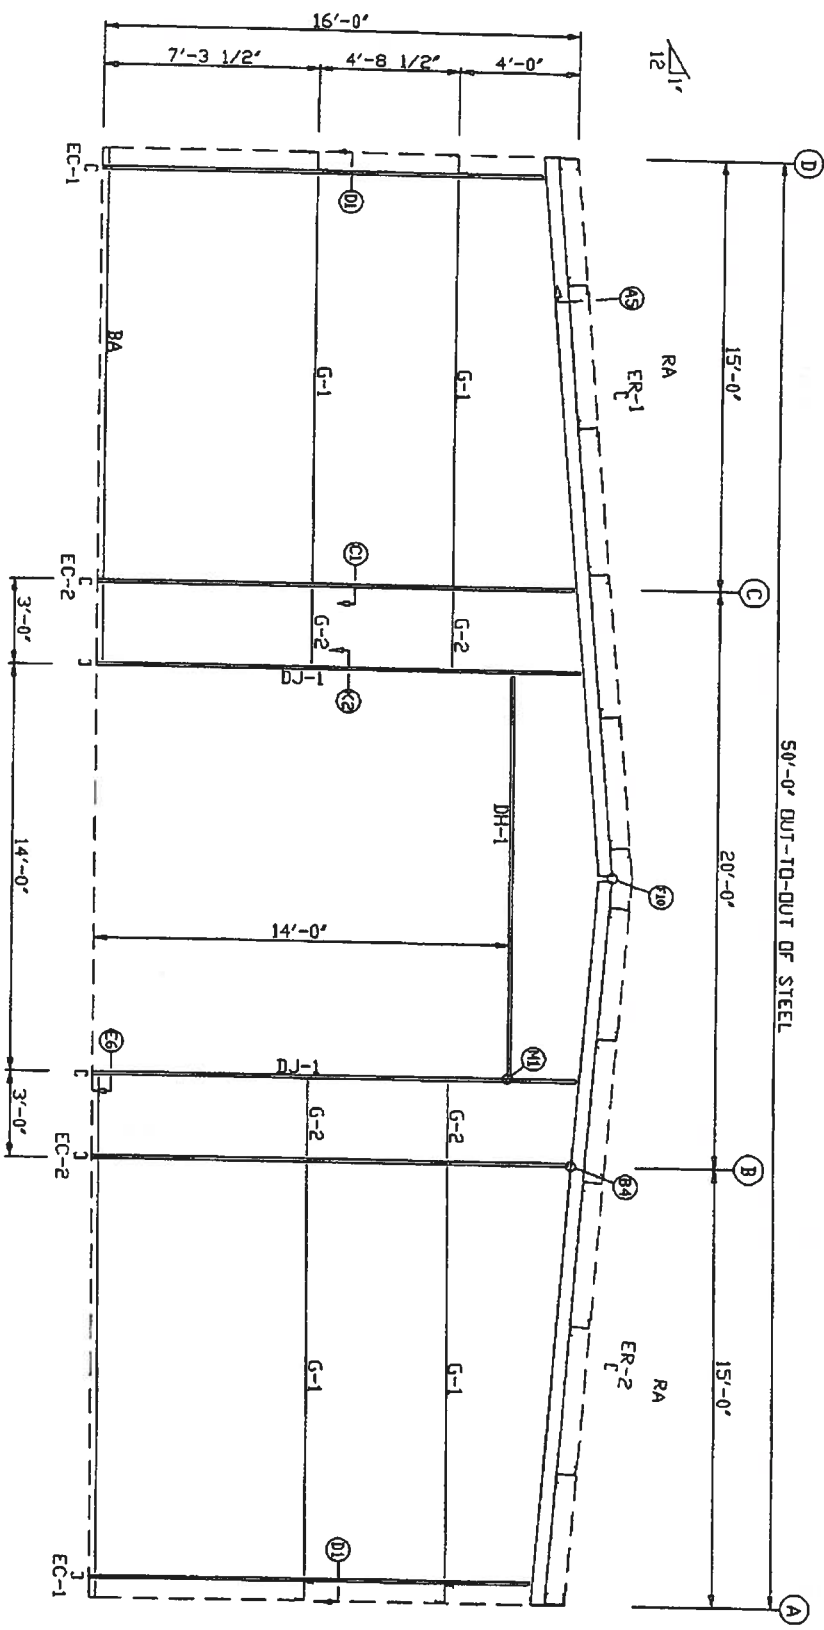 D
C
B
A
50'-0" OUT-TO-OUT OF STEEL
15'-0"
20'-0"
15'-0"
1"
12
RA
ER-1
RA
ER-2
A5
F10
B4
16'-0"
4'-0"
4'-8 1/2"
7'-3 1/2"
D1
C1
K2
M1
E6
D1
G-1
G-2
G-2
G-1
G-1
G-2
G-2
G-1
DH-1
DJ-1
DJ-1
14'-0"
BA
EC-1
EC-2
EC-2
EC-1
3'-0"
14'-0"
3'-0"